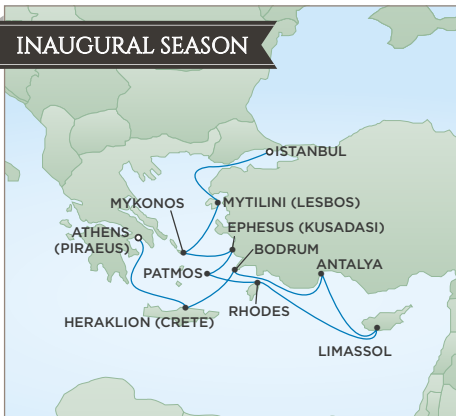 INAUGURAL SEASON
ISTANBUL
MYKONOS
MYTILINI (LESBOS)
ATHENS
(PIRAEUS)
EPHESUS (KUSADASI)
BODRUM
PATMOS
ANTALYA
RHODES
HERAKLION (CRETE)
LIMASSOL